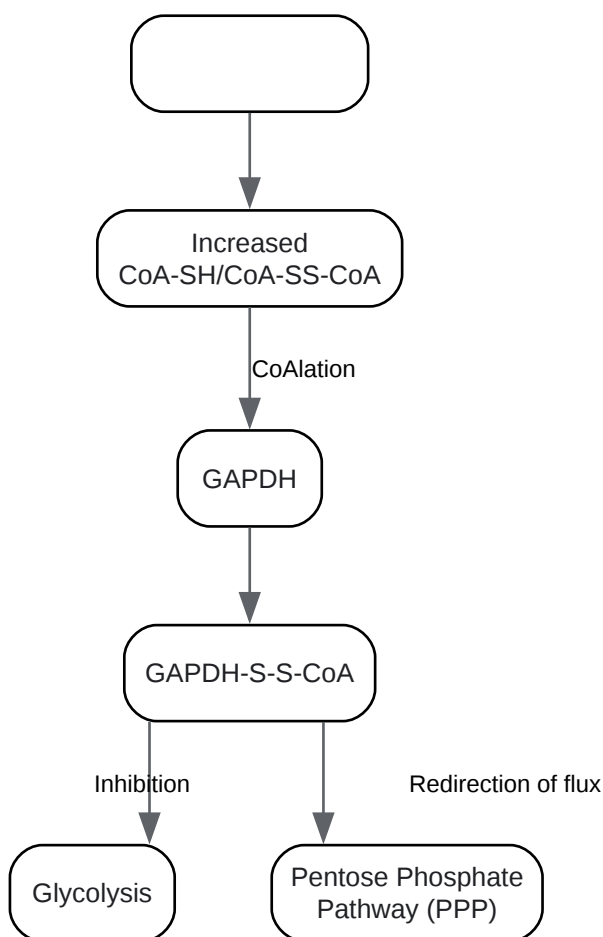 Increased
CoA-SH/CoA-SS-CoA
CoAlation
GAPDH
GAPDH-S-S-CoA
Inhibition
Redirection of flux
Glycolysis
Pentose Phosphate
Pathway (PPP)